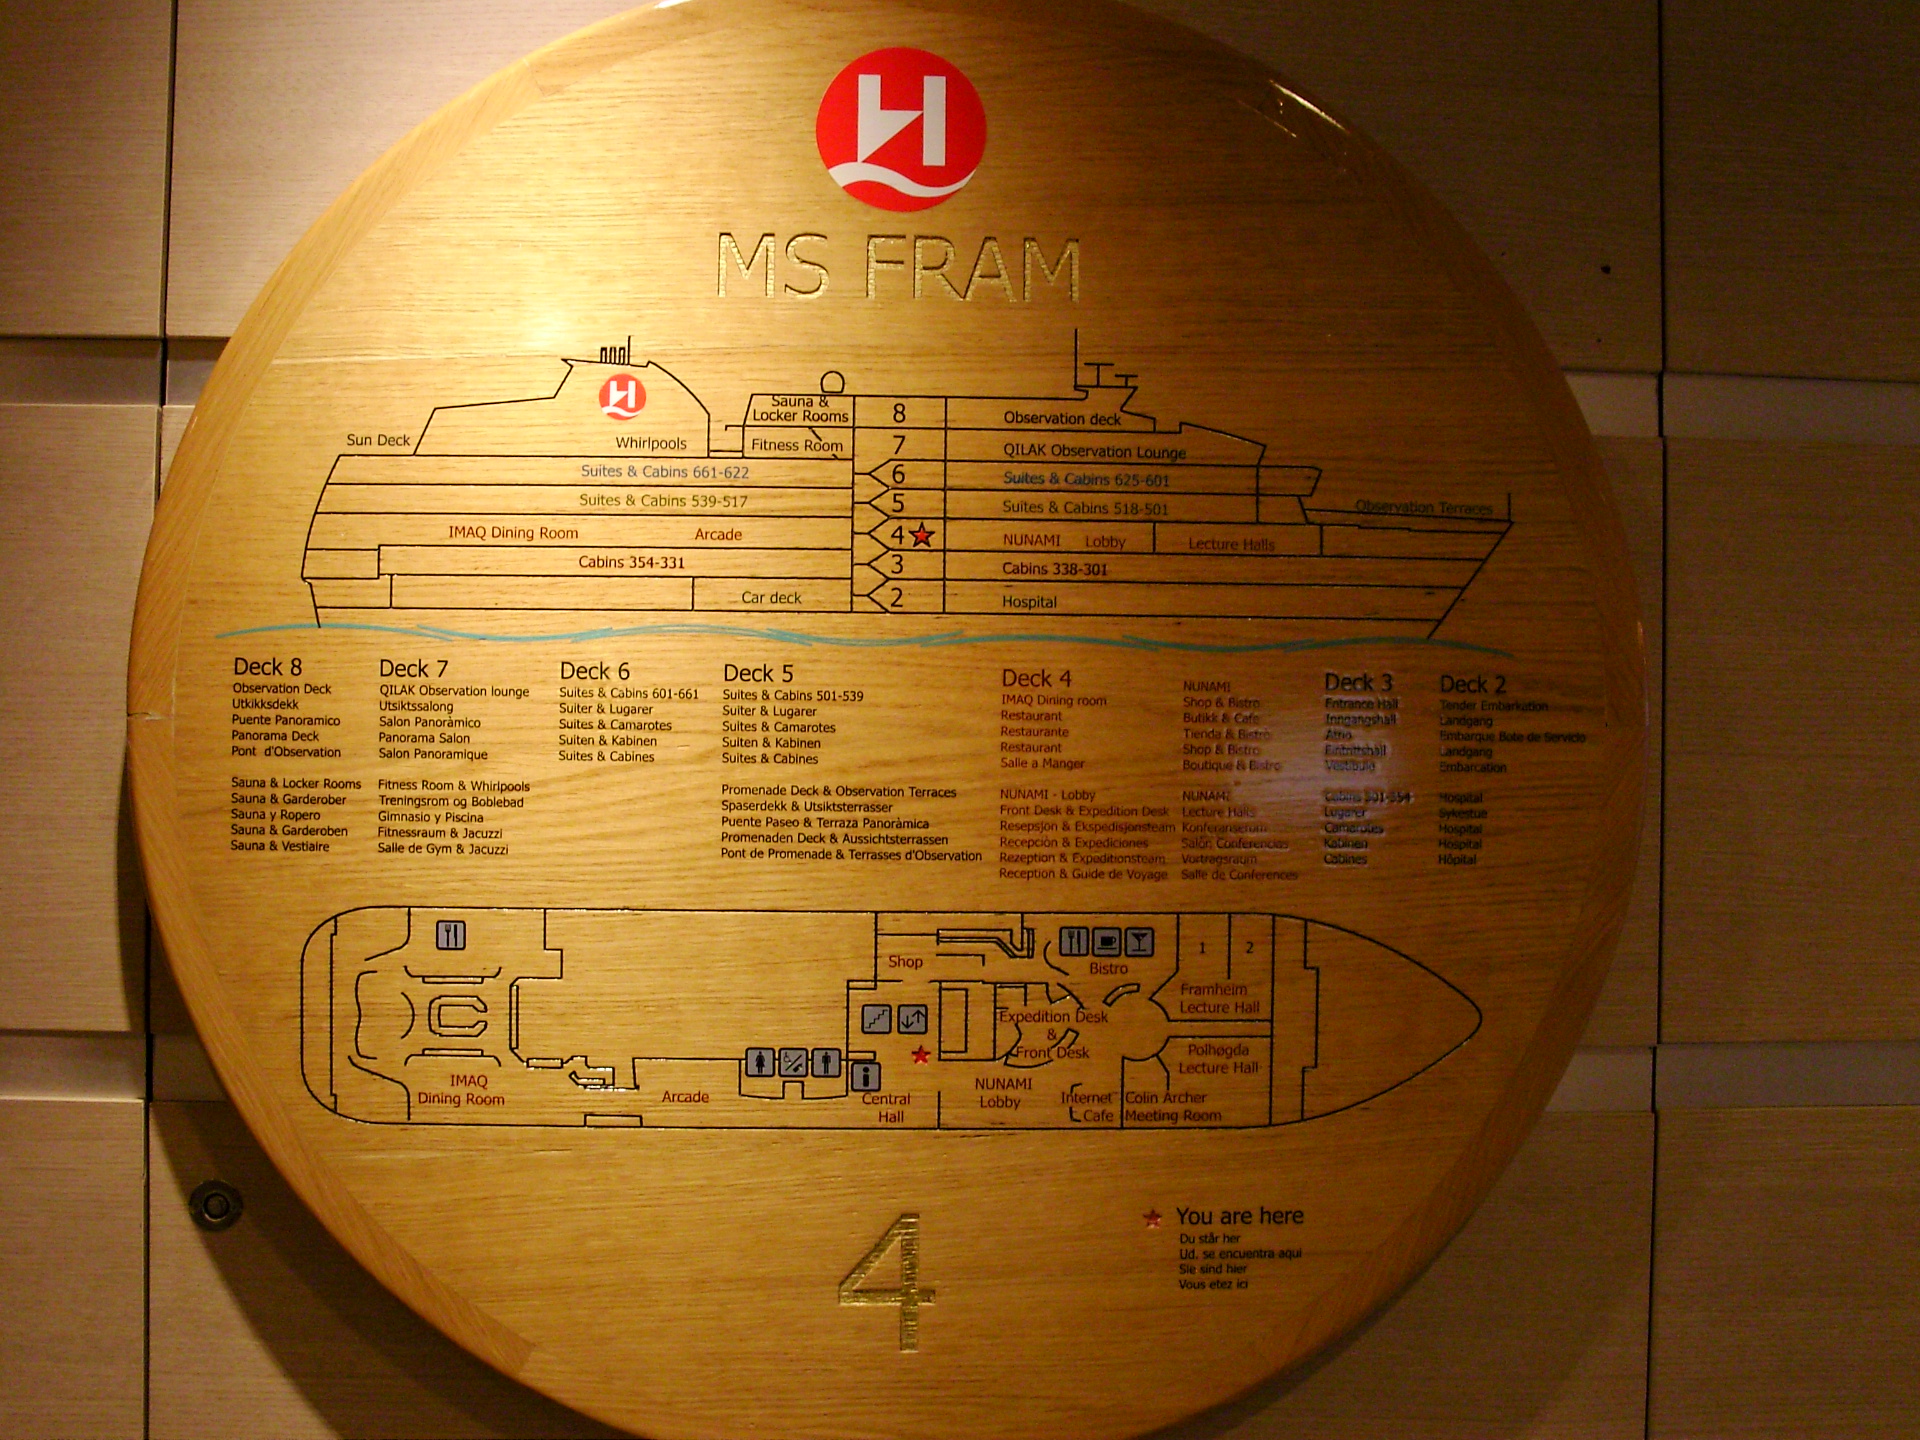 H
MS FRAM
H
Sun Deck
Whirlpools
Sauna &
Locker Rooms
8
Observation deck
Fitness Room
7
QILAK Observation Lounge
Suites & Cabins 661-622
6
Suites & Cabins 625-601
Suites & Cabins 539-517
5
Suites & Cabins 518-501
Observation Terraces
IMAQ Dining Room
Arcade
4
NUNAMI
Lobby
Lecture Halls
Cabins 354-331
3
Cabins 338-301
Car deck
2
Hospital
Deck 8
Observation Deck
Utkikksdekk
Puente Panoramico
Panorama Deck
Pont d'Observation
Sauna & Locker Rooms
Sauna & Garderober
Sauna y Ropero
Sauna & Garderoben
Sauna & Vestiaire
Deck 7
QILAK Observation lounge
Utsiktssalong
Salon Panoràmico
Panorama Salon
Salon Panoramique
Fitness Room & Whirlpools
Treningsrom og Boblebad
Gimnasio y Piscina
Fitnessraum & Jacuzzi
Salle de Gym & Jacuzzi
Deck 6
Suites & Cabins 601-661
Suiter & Lugarer
Suites & Camarotes
Suiten & Kabinen
Suites & Cabines
Deck 5
Suites & Cabins 501-539
Suiter & Lugarer
Suites & Camarotes
Suiten & Kabinen
Suites & Cabines
Promenade Deck & Observation Terraces
Spaserdekk & Utsiktsterrasser
Puente Paseo & Terraza Panoràmica
Promenaden Deck & Aussichtsterrassen
Pont de Promenade & Terrasses d'Observation
Deck 4
IMAQ Dining room
Restaurant
Restaurante
Restaurant
Salle a Manger
NUNAMI - Lobby
Front Desk & Expedition Desk
Resepsjon & Ekspedisjonsteam
Recepciòn & Expediciones
Rezeption & Expeditionsteam
Reception & Guide de Voyage
NUNAMI
Shop & Bistro
Butikk & Cafe
Tienda & Bistro
Shop & Bistro
Boutique & Bistro
NUNAMI
Lecture Halls
Konferanserom
Salòn Conferencias
Vortragsraum
Salle de Conferences
Deck 3
Entrance Hall
Inngangshall
Atrio
Eintrittshall
Vestibule
Cabins 301-354
Lugarer
Camarotes
Kabinen
Cabines
Deck 2
Tender Embarkation
Landgang
Embarque Bote de Servicio
Landgang
Embarcation
Hospital
Sykestue
Hospital
Hospital
Hôpital
Shop
Bistro
1
2
Framheim
Lecture Hall
Expedition Desk
&
Front Desk
Polhøgda
Lecture Hall
IMAQ
Dining Room
Arcade
Central
Hall
NUNAMI
Lobby
Internet
Cafe
Colin Archer
Meeting Room
4
You are here
Du står her
Ud. se encuentra aqui
Sie sind hier
Vous etez ici